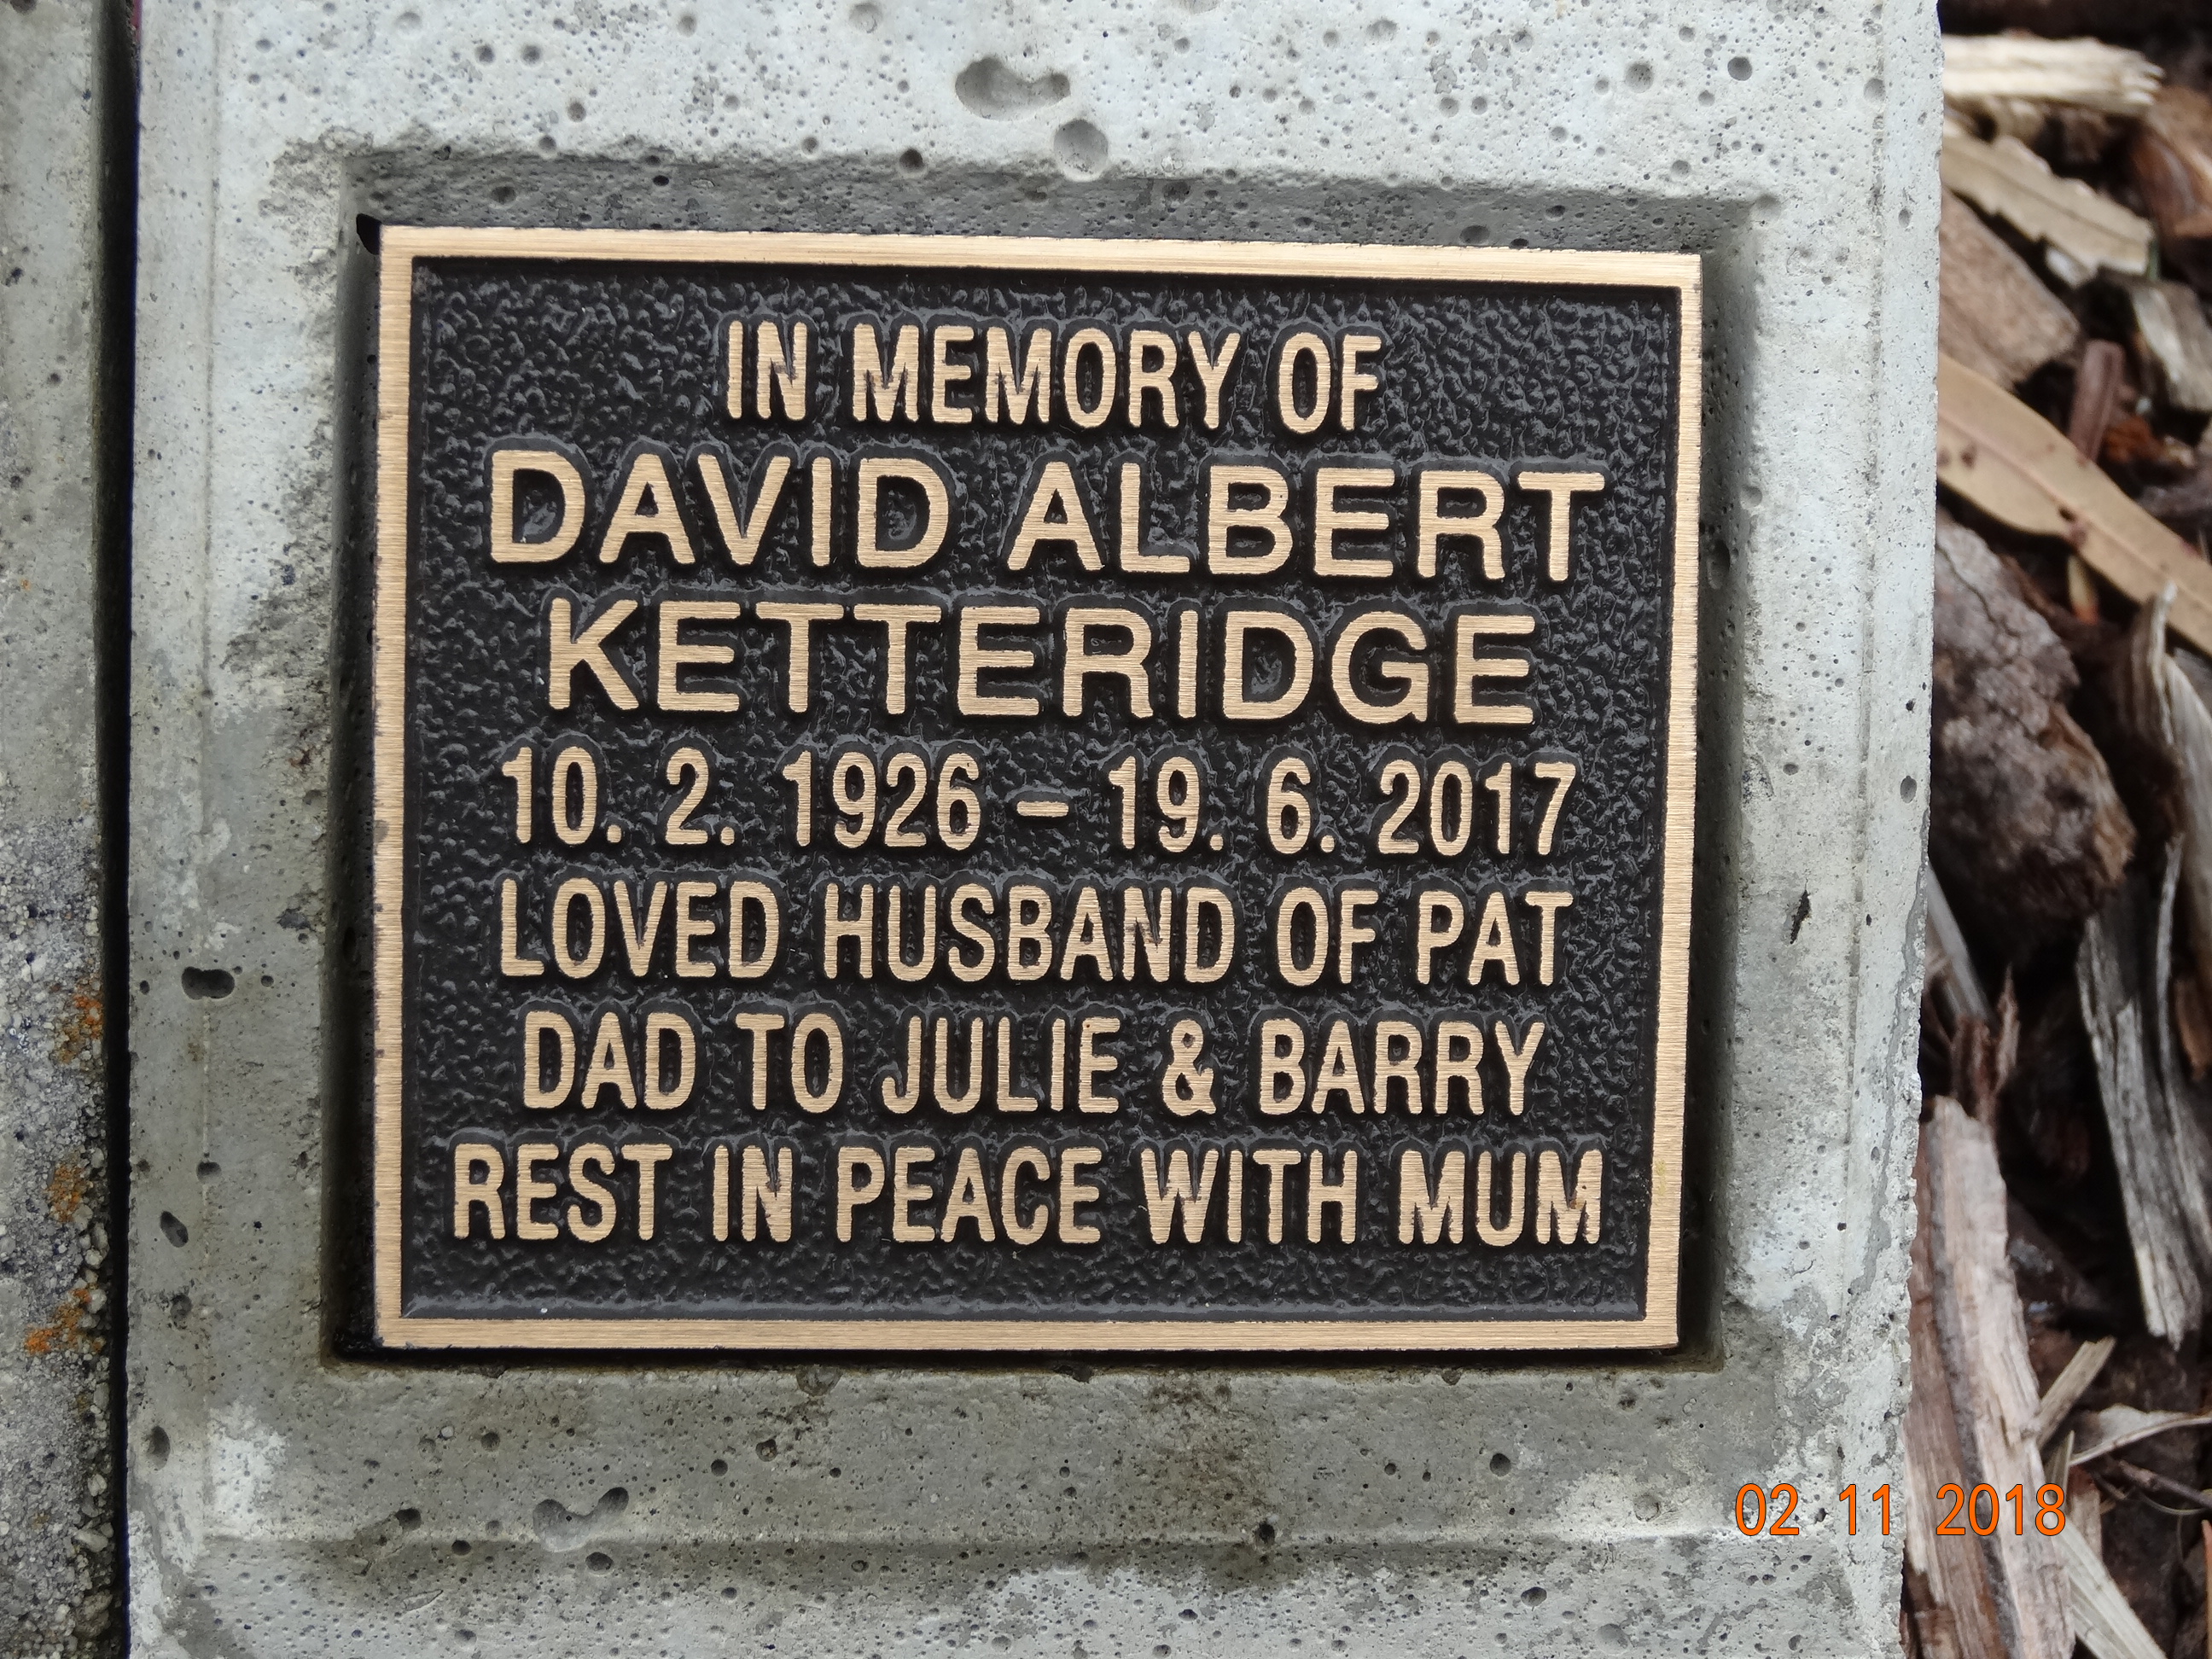 IN MEMORY OF
DAVID ALBERT
KETTERIDGE
10. 2. 1926 – 19. 6. 2017
LOVED HUSBAND OF PAT
DAD TO JULIE & BARRY
REST IN PEACE WITH MUM
02 11 2018